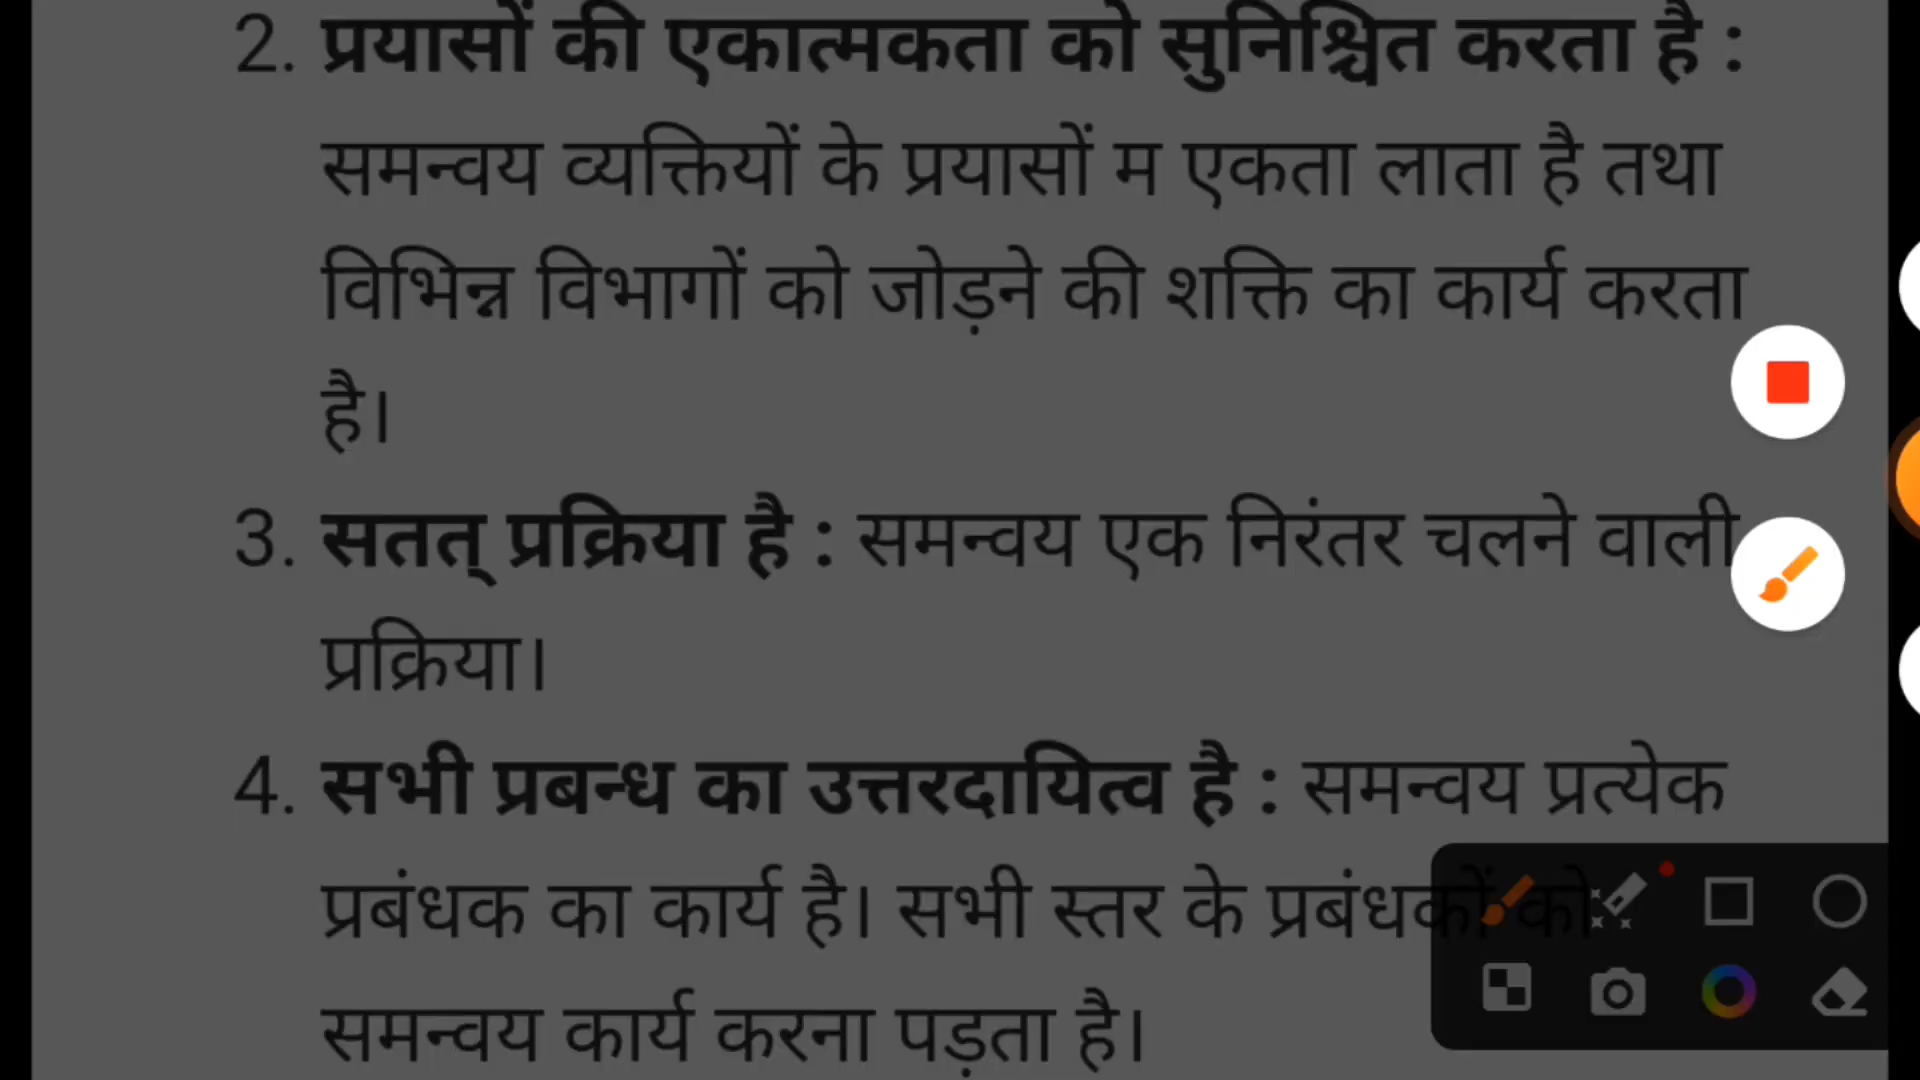 2. प्रयासों की एकात्मकता को सुनिश्चित करता है :
समन्वय व्यक्तियों के प्रयासों म एकता लाता है तथा
विभिन्न विभागों को जोड़ने की शक्ति का कार्य करता
है।
3. सतत् प्रक्रिया है : समन्वय एक निरंतर चलने वाली
प्रक्रिया।
4. सभी प्रबन्ध का उत्तरदायित्व है : समन्वय प्रत्येक
प्रबंधक का कार्य है। सभी स्तर के प्रबंधकों को
समन्वय कार्य करना पड़ता है।